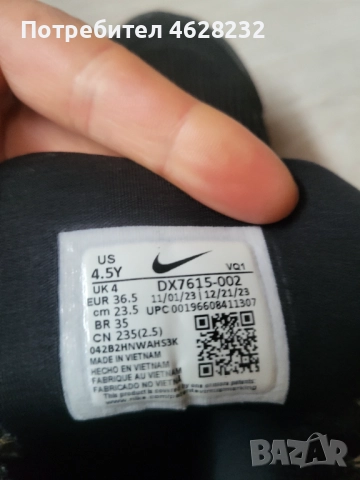 Потребител 4628232
US
4.5Y
UK 4
EUR 36.5
cm 23.5
BR 35
CN 235(2.5)
042B2HNWAHS3K
MADE IN VIETNAM
HECHO EN VIETNAM
FABRIQUE AU VIETNAM
FABRICADO NO VIETNAM
VQ1
DX7615-002
11/01/23 | 12/21/23
UPC 00196608411307
BAZAR